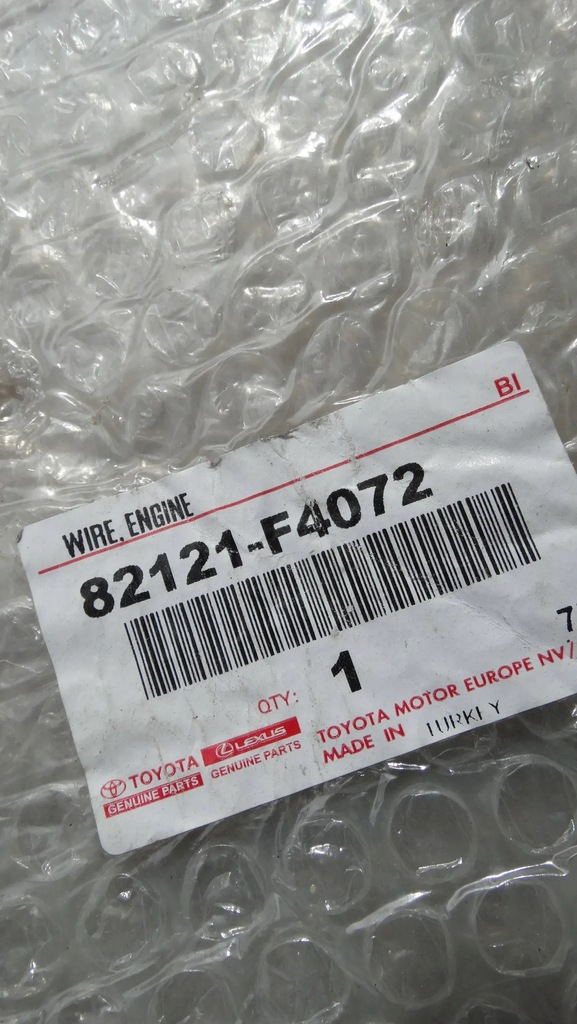 BI
WIRE, ENGINE
82121-F4072
7
QTY: 1
TOYOTA
GENUINE PARTS
LEXUS
GENUINE PARTS
TOYOTA MOTOR EUROPE NV/
MADE IN TURKEY